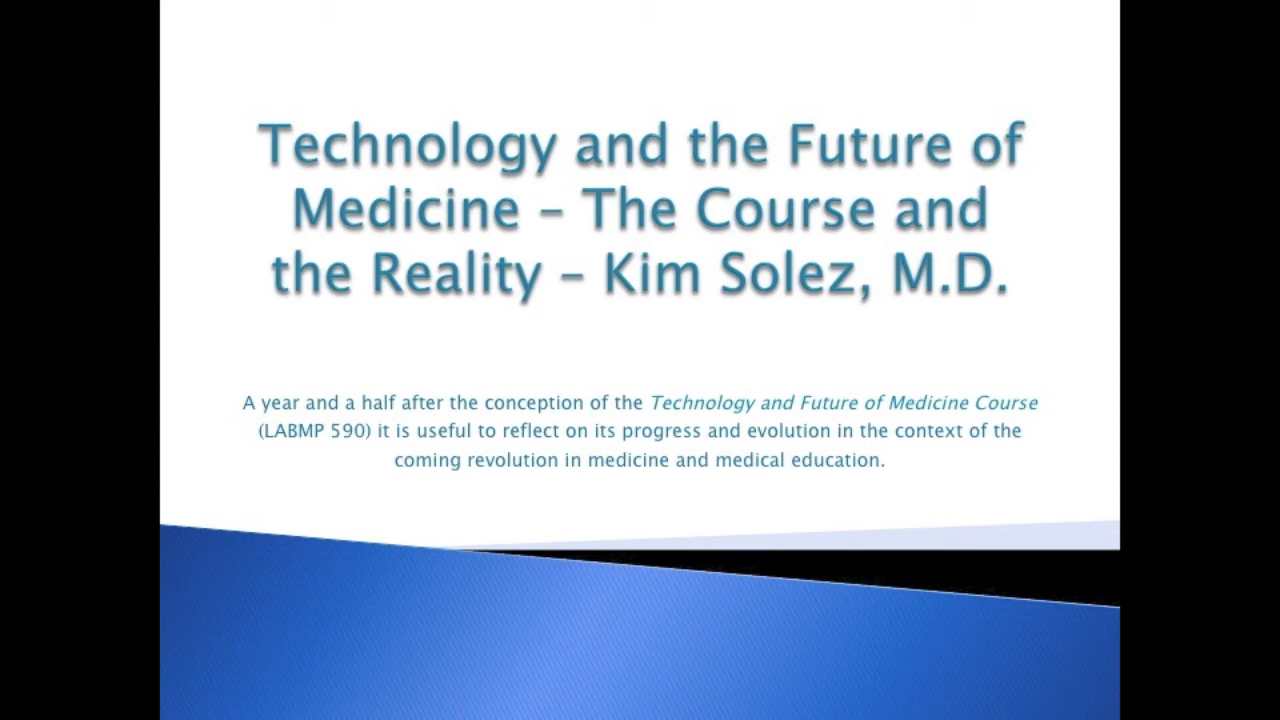 Technology and the Future of
Medicine – The Course and
the Reality – Kim Solez, M.D.
A year and a half after the conception of the Technology and Future of Medicine Course
(LABMP 590) it is useful to reflect on its progress and evolution in the context of the
coming revolution in medicine and medical education.